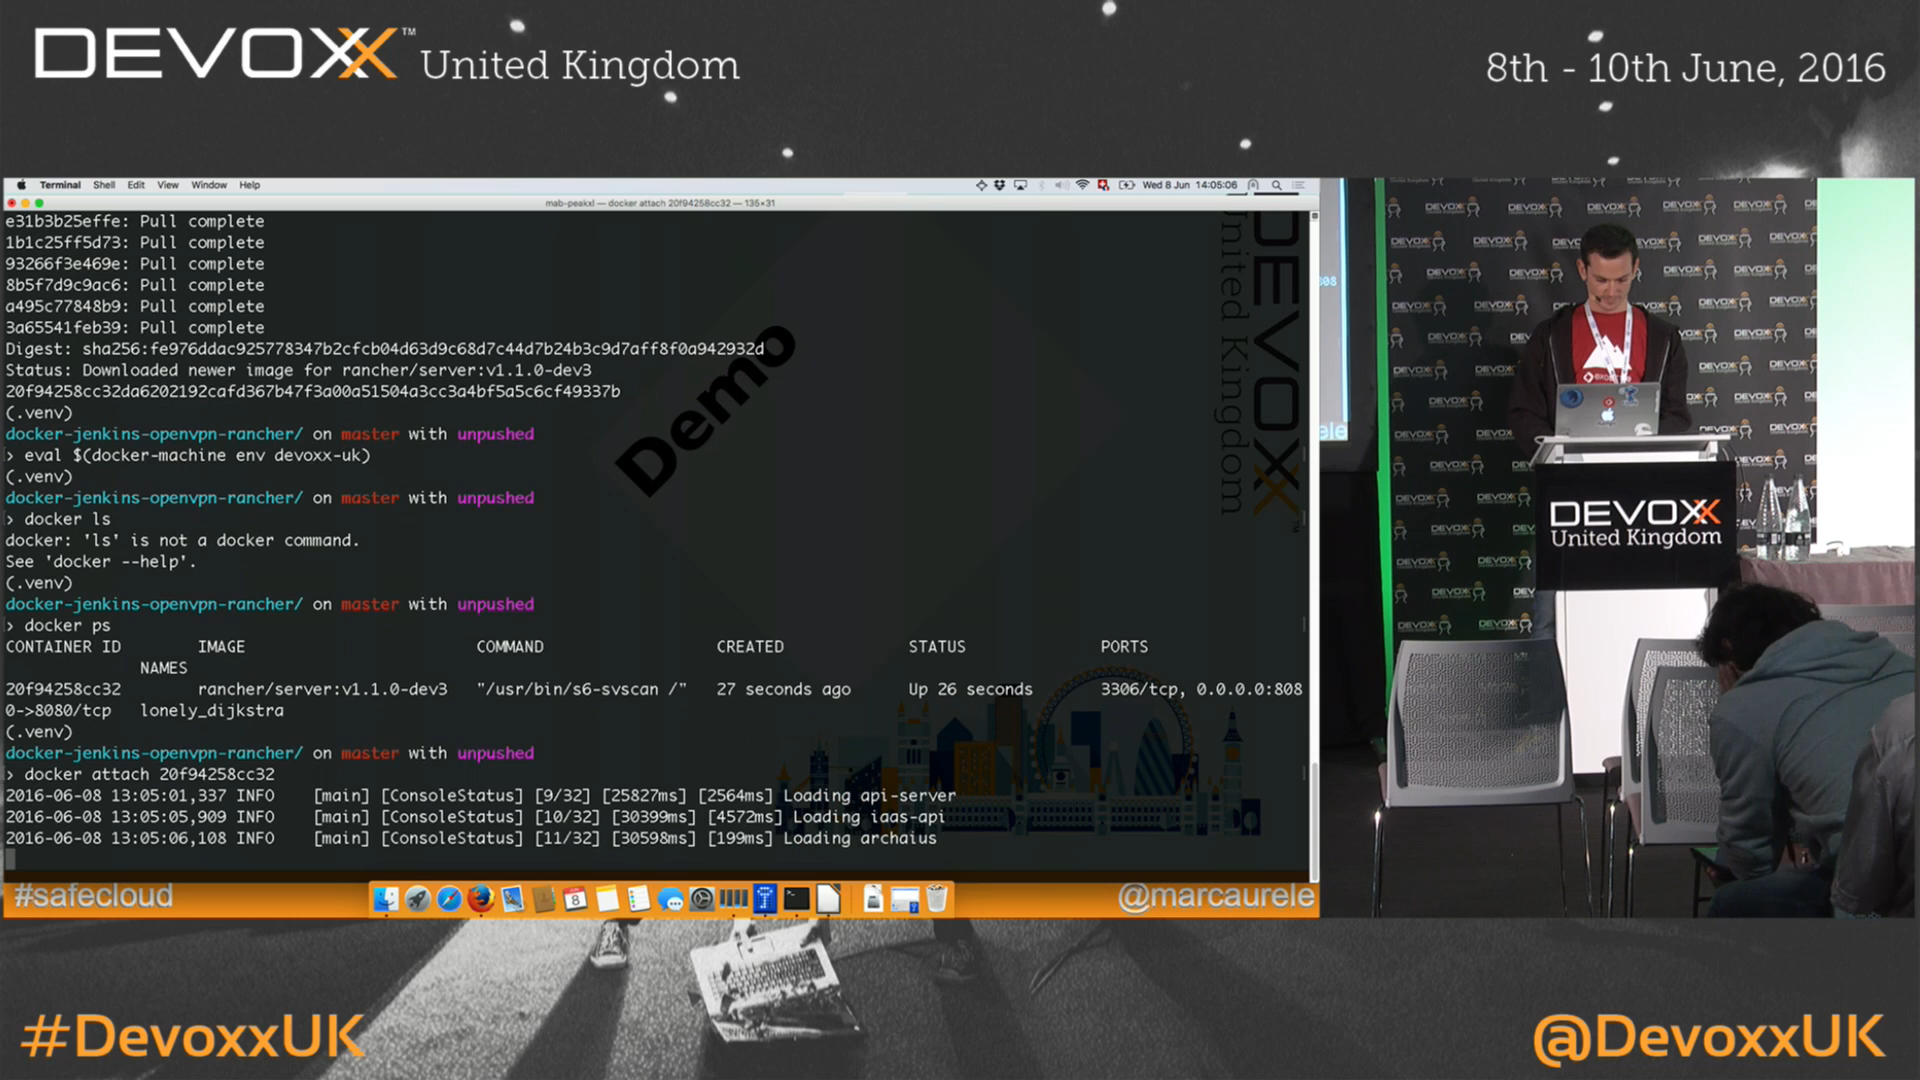 DEVOXX™ United Kingdom
8th - 10th June, 2016
Terminal Shell Edit View Window Help
Wed 8 Jun 14:05:06
mab-peakxl — docker attach 20f94258cc32 — 135×31
e31b3b25effe: Pull complete
1b1c25ff5d73: Pull complete
93266f3e469e: Pull complete
8b5f7d9c9ac6: Pull complete
a495c77848b9: Pull complete
3a65541feb39: Pull complete
Digest: sha256:fe976ddac925778347b2cfcb04d63d9c68d7c44d7b24b3c9d7aff8f0a942932d
Status: Downloaded newer image for rancher/server:v1.1.0-dev3
20f94258cc32da6202192cafd367b47f3a00a51504a3cc3a4bf5a5c6cf49337b
(.venv)
docker-jenkins-openvpn-rancher/ on master with unpushed
› eval $(docker-machine env devoxx-uk)
(.venv)
docker-jenkins-openvpn-rancher/ on master with unpushed
› docker ls
docker: 'ls' is not a docker command.
See 'docker --help'.
(.venv)
docker-jenkins-openvpn-rancher/ on master with unpushed
› docker ps
CONTAINER ID IMAGE COMMAND CREATED STATUS PORTS
NAMES
20f94258cc32 rancher/server:v1.1.0-dev3 "/usr/bin/s6-svscan /" 27 seconds ago Up 26 seconds 3306/tcp, 0.0.0.0:808
0->8080/tcp lonely_dijkstra
(.venv)
docker-jenkins-openvpn-rancher/ on master with unpushed
› docker attach 20f94258cc32
2016-06-08 13:05:01,337 INFO [main] [ConsoleStatus] [9/32] [25827ms] [2564ms] Loading api-server
2016-06-08 13:05:05,909 INFO [main] [ConsoleStatus] [10/32] [30399ms] [4572ms] Loading iaas-api
2016-06-08 13:05:06,108 INFO [main] [ConsoleStatus] [11/32] [30598ms] [199ms] Loading archaius
Demo
DEVOXX™
United Kingdom
#safecloud
@marcaurele
DEVOXX
United Kingdom
#DevoxxUK
@DevoxxUK